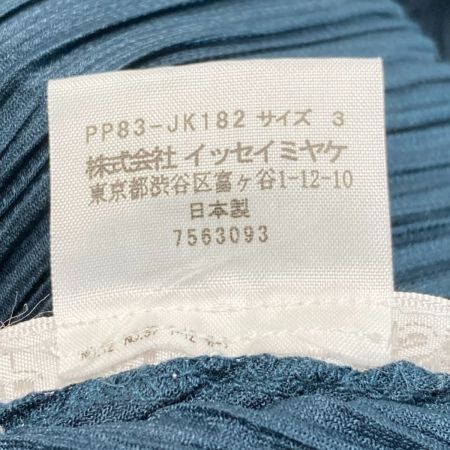 PP83-JK182 サイズ 3
株式会社 イッセイミヤケ
東京都渋谷区富ヶ谷1-12-10
日本製
7563093